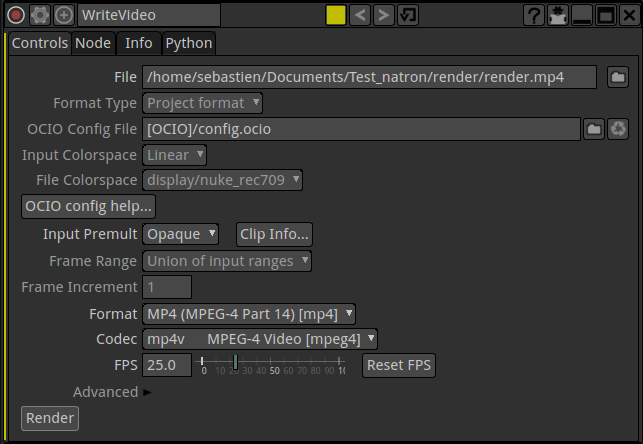 WriteVideo
?
Controls Node Info Python
File /home/sebastien/Documents/Test_natron/render/render.mp4
Format Type Project format
OCIO Config File [OCIO]/config.ocio
Input Colorspace Linear
File Colorspace display/nuke_rec709
OCIO config help...
Input Premult Opaque Clip Info...
Frame Range Union of input ranges
Frame Increment 1
Format MP4 (MPEG-4 Part 14) [mp4]
Codec mp4v MPEG-4 Video [mpeg4]
FPS 25.0 0 10 20 30 40 50 60 70 80 90 10 Reset FPS
Advanced
Render